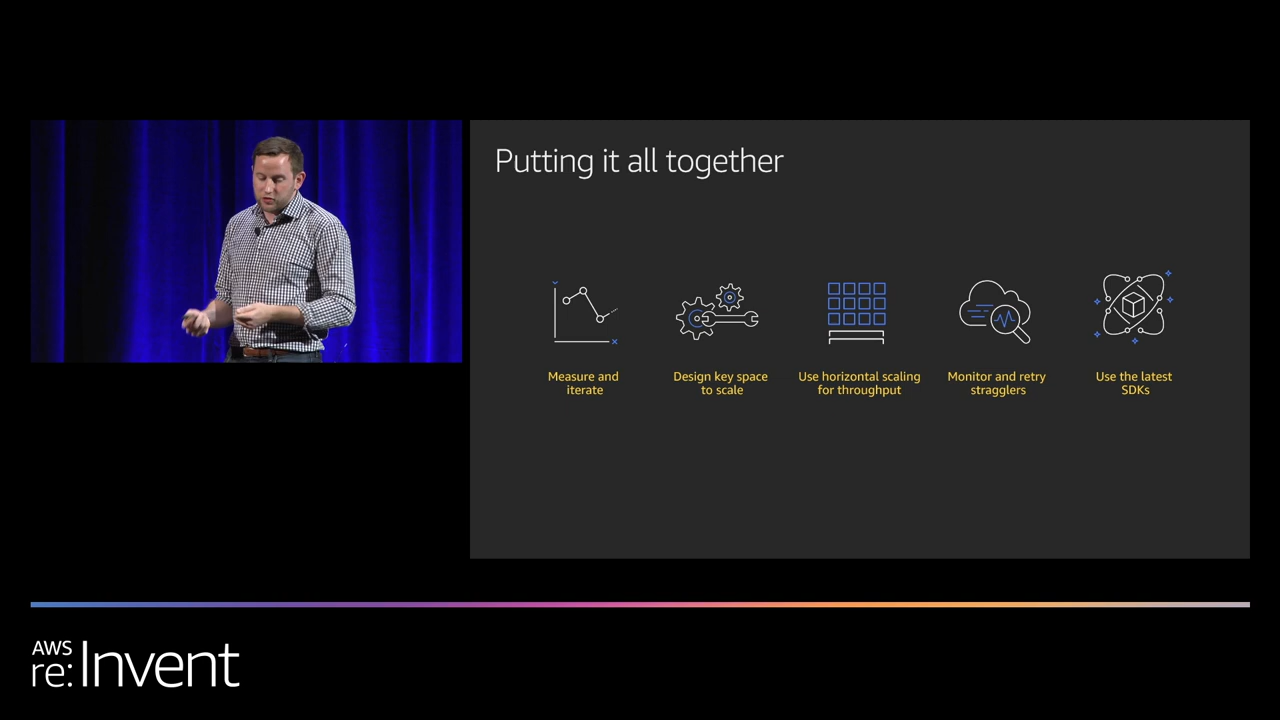 Putting it all together
Measure and
iterate
Design key space
to scale
Use horizontal scaling
for throughput
Monitor and retry
stragglers
Use the latest
SDKs
AWS
re:Invent